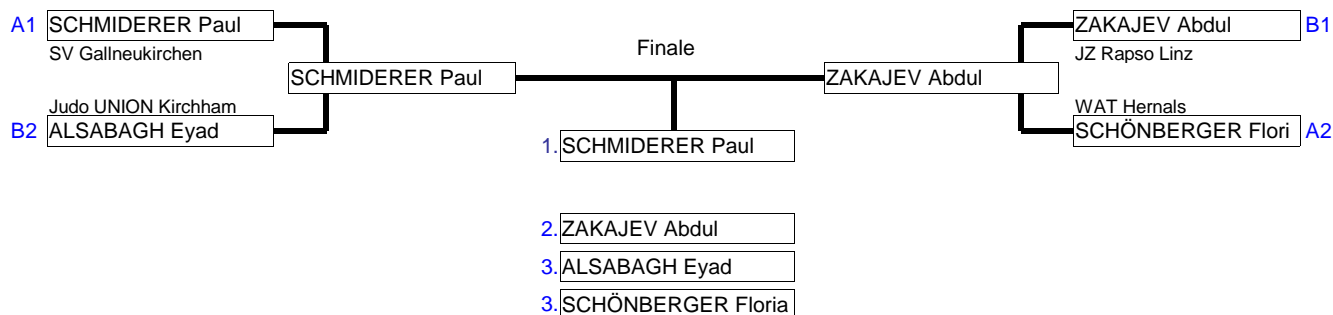 A1 SCHMIDERER Paul
SV Gallneukirchen
Judo UNION Kirchham
B2 ALSABAGH Eyad
SCHMIDERER Paul
Finale
ZAKAJEV Abdul
ZAKAJEV Abdul B1
JZ Rapso Linz
WAT Hernals
SCHÖNBERGER Flori A2
1. SCHMIDERER Paul
2. ZAKAJEV Abdul
3. ALSABAGH Eyad
3. SCHÖNBERGER Floria